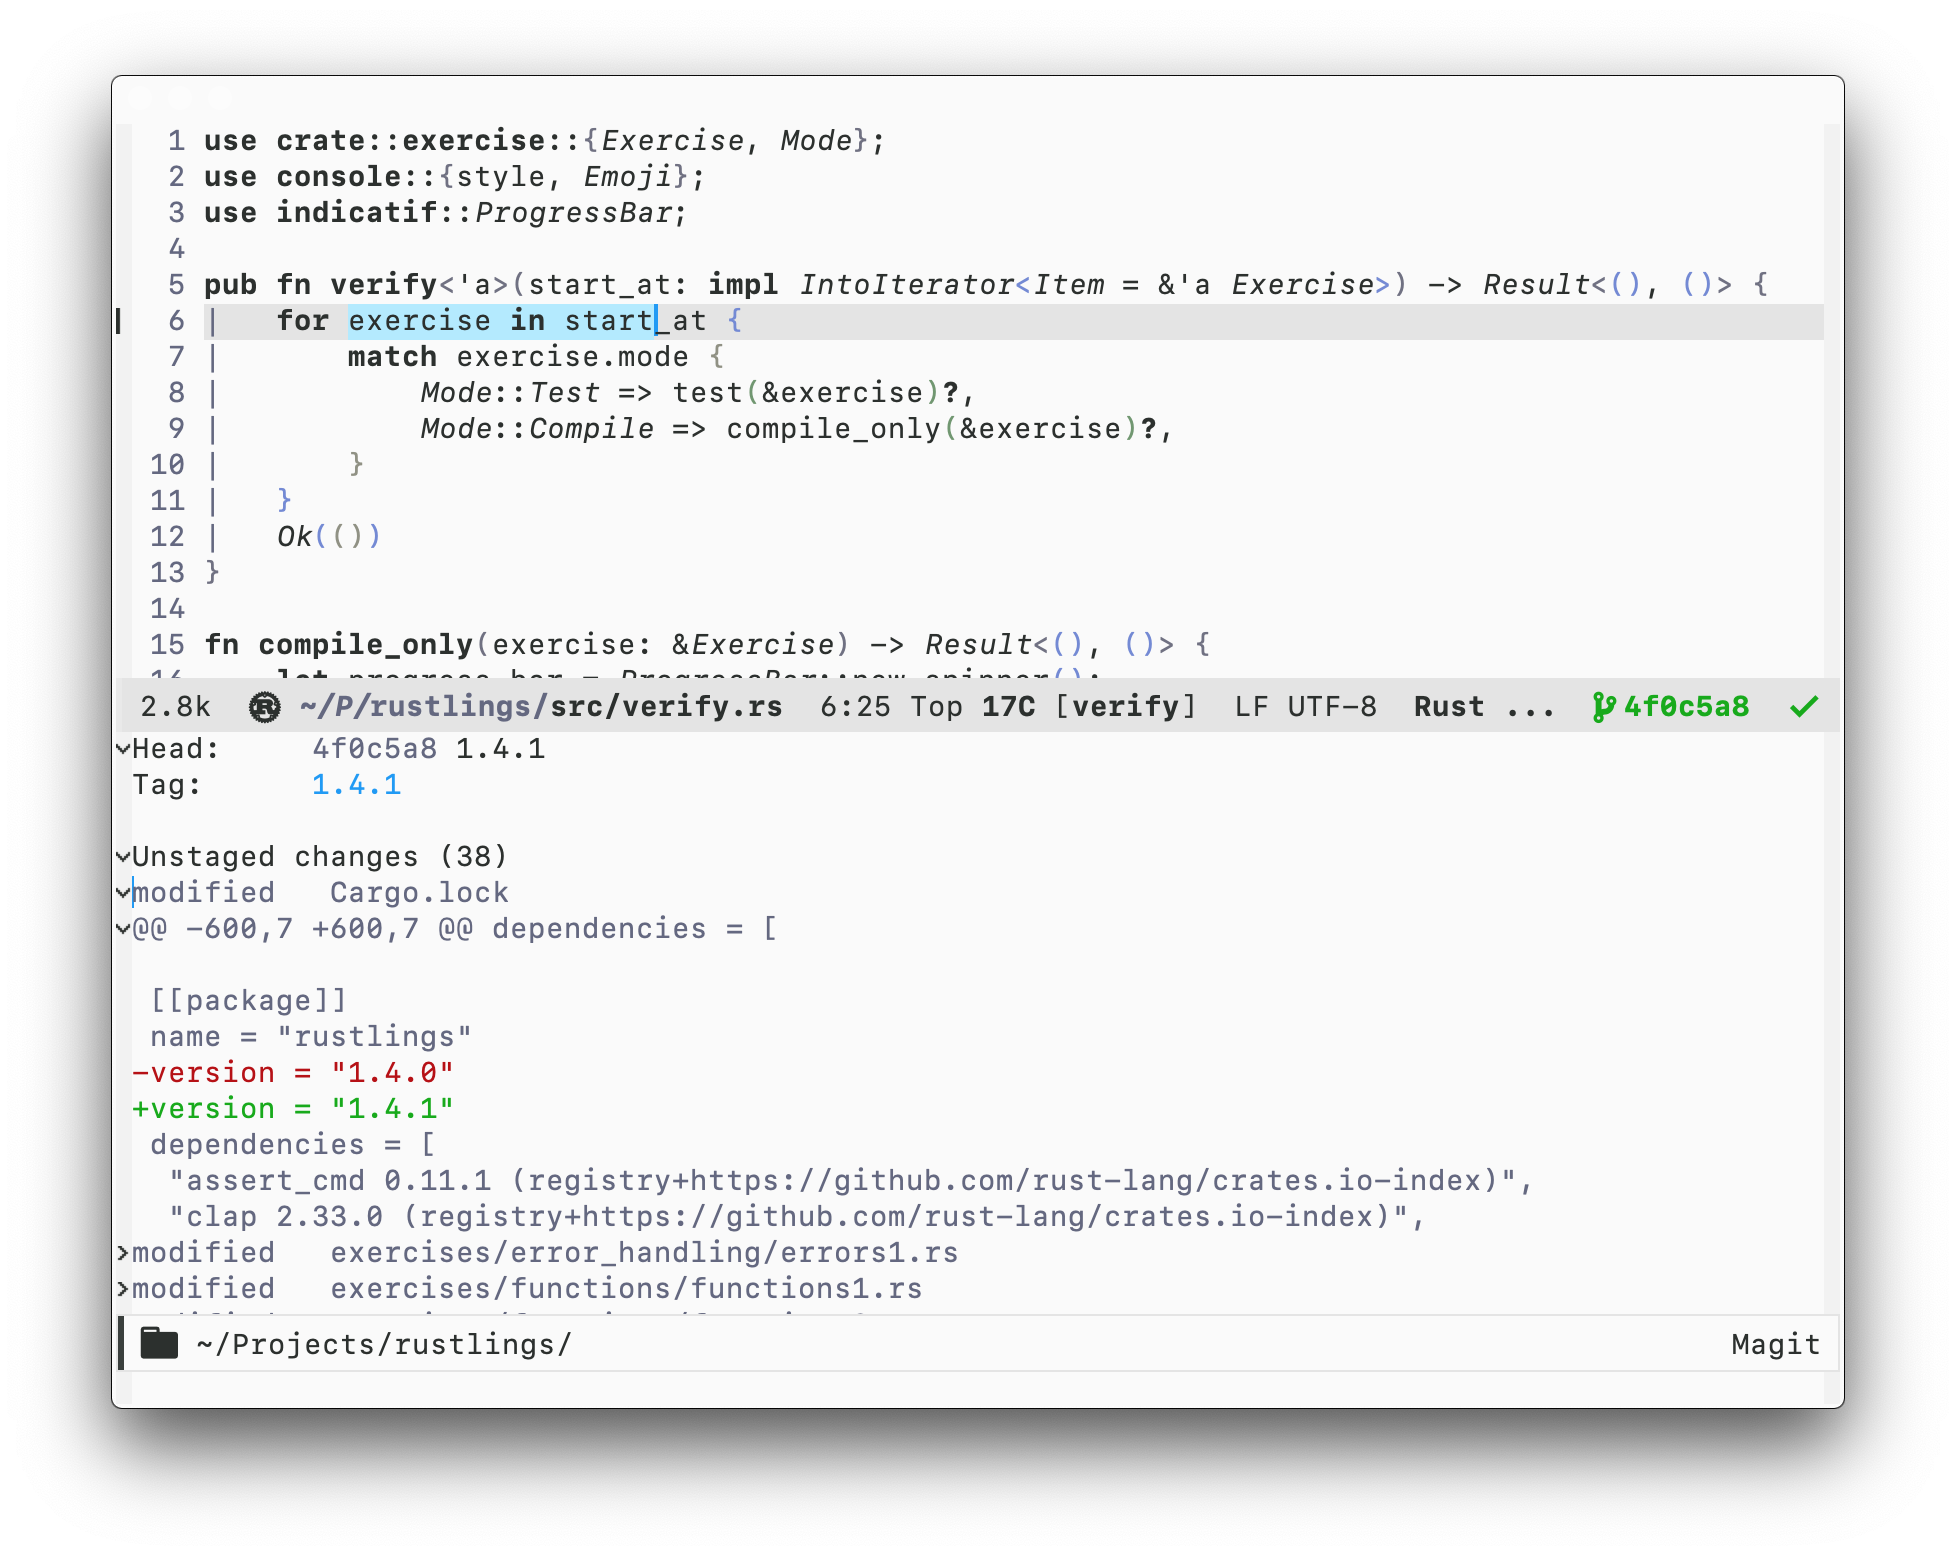 1 use crate::exercise::{Exercise, Mode};
2 use console::{style, Emoji};
3 use indicatif::ProgressBar;
4
5 pub fn verify<'a>(start_at: impl IntoIterator<Item = &'a Exercise>) -> Result<(), ()> {
6 |   for exercise in start_at {
7 |       match exercise.mode {
8 |           Mode::Test => test(&exercise)?,
9 |           Mode::Compile => compile_only(&exercise)?,
10 |       }
11 |   }
12 |   Ok(())
13 }
14
15 fn compile_only(exercise: &Exercise) -> Result<(), ()> {
16     let progress_bar = ProgressBar::new_spinner();
2.8k R ~/P/rustlings/src/verify.rs 6:25 Top 17C [verify] LF UTF-8 Rust ... 4f0c5a8
Head:     4f0c5a8 1.4.1
Tag:      1.4.1
Unstaged changes (38)
modified   Cargo.lock
@@ -600,7 +600,7 @@ dependencies = [
 [[package]]
 name = "rustlings"
-version = "1.4.0"
+version = "1.4.1"
 dependencies = [
  "assert_cmd 0.11.1 (registry+https://github.com/rust-lang/crates.io-index)",
  "clap 2.33.0 (registry+https://github.com/rust-lang/crates.io-index)",
modified   exercises/error_handling/errors1.rs
modified   exercises/functions/functions1.rs
~/Projects/rustlings/ Magit